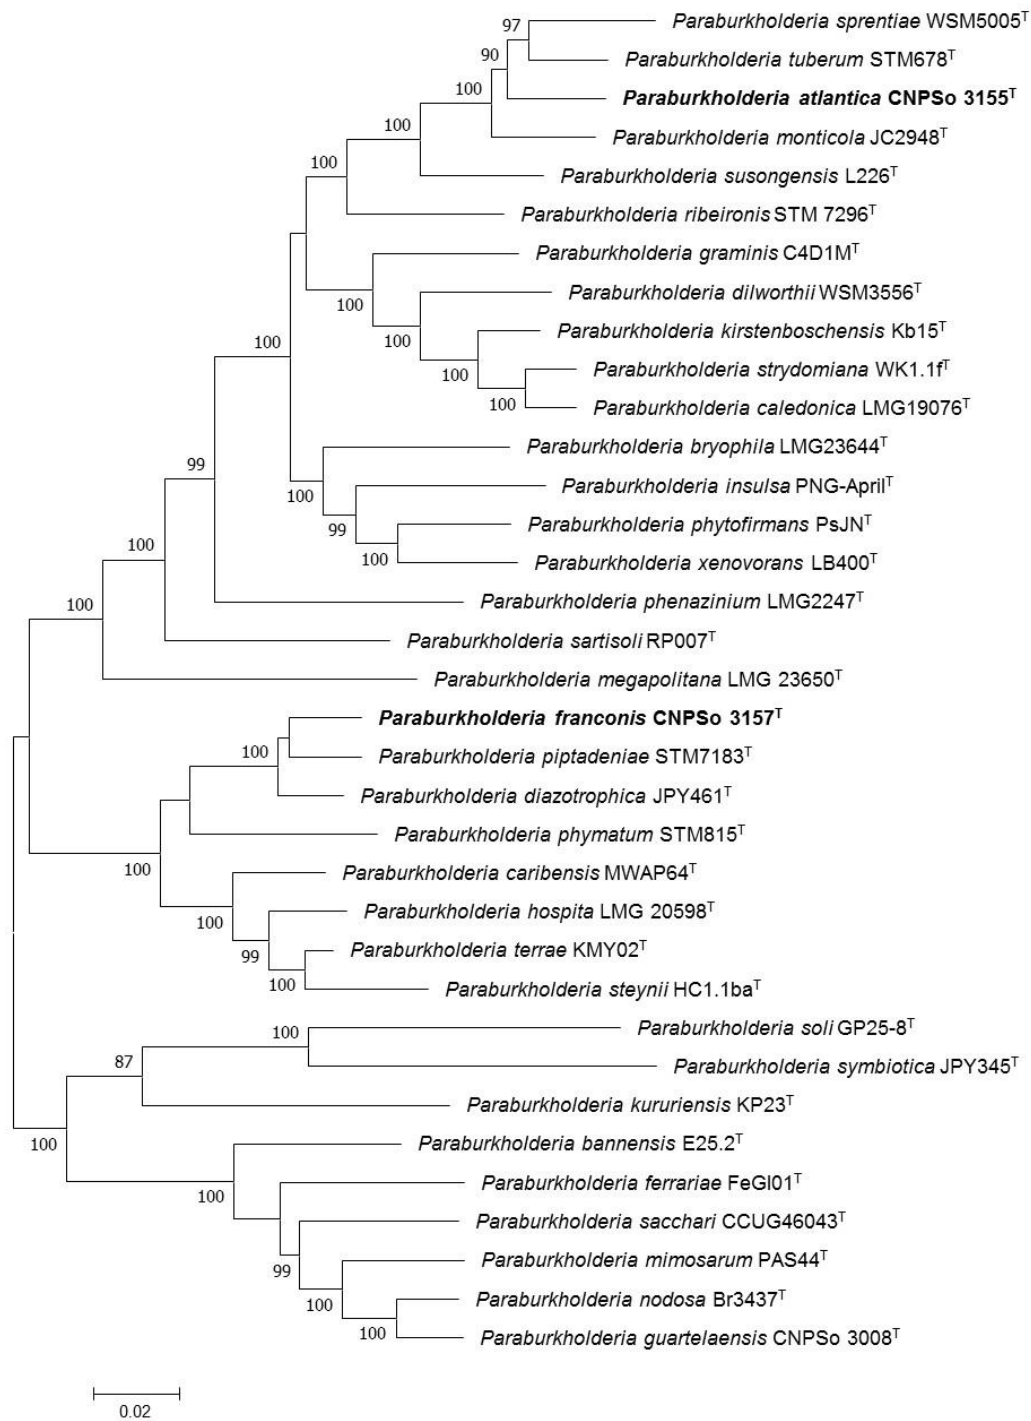 97
Paraburkholderia sprentiae WSM5005ᵀ
90
Paraburkholderia tuberum STM678ᵀ
100
Paraburkholderia atlantica CNPSo 3155ᵀ
100
Paraburkholderia monticola JC2948ᵀ
100
Paraburkholderia susongensis L226ᵀ
Paraburkholderia ribeironis STM 7296ᵀ
Paraburkholderia graminis C4D1Mᵀ
100
Paraburkholderia dilworthii WSM3556ᵀ
100
Paraburkholderia kirstenboschensis Kb15ᵀ
100
Paraburkholderia strydomiana WK1.1fᵀ
100
Paraburkholderia caledonica LMG19076ᵀ
100
Paraburkholderia bryophila LMG23644ᵀ
99
100
Paraburkholderia insulsa PNG-Aprilᵀ
99
Paraburkholderia phytofirmans PsJNᵀ
100
100
Paraburkholderia xenovorans LB400ᵀ
100
Paraburkholderia phenazinium LMG2247ᵀ
Paraburkholderia sartisoli RP007ᵀ
Paraburkholderia megapolitana LMG 23650ᵀ
Paraburkholderia franconis CNPSo 3157ᵀ
100
Paraburkholderia piptadeniae STM7183ᵀ
Paraburkholderia diazotrophica JPY461ᵀ
Paraburkholderia phymatum STM815ᵀ
100
Paraburkholderia caribensis MWAP64ᵀ
100
Paraburkholderia hospita LMG 20598ᵀ
99
Paraburkholderia terrae KMY02ᵀ
100
Paraburkholderia steynii HC1.1baᵀ
100
Paraburkholderia soli GP25-8ᵀ
87
Paraburkholderia symbiotica JPY345ᵀ
Paraburkholderia kururiensis KP23ᵀ
100
Paraburkholderia bannensis E25.2ᵀ
100
Paraburkholderia ferrariae FeGl01ᵀ
Paraburkholderia sacchari CCUG46043ᵀ
99
Paraburkholderia mimosarum PAS44ᵀ
100
Paraburkholderia nodosa Br3437ᵀ
100
Paraburkholderia guartelaensis CNPSo 3008ᵀ
0.02